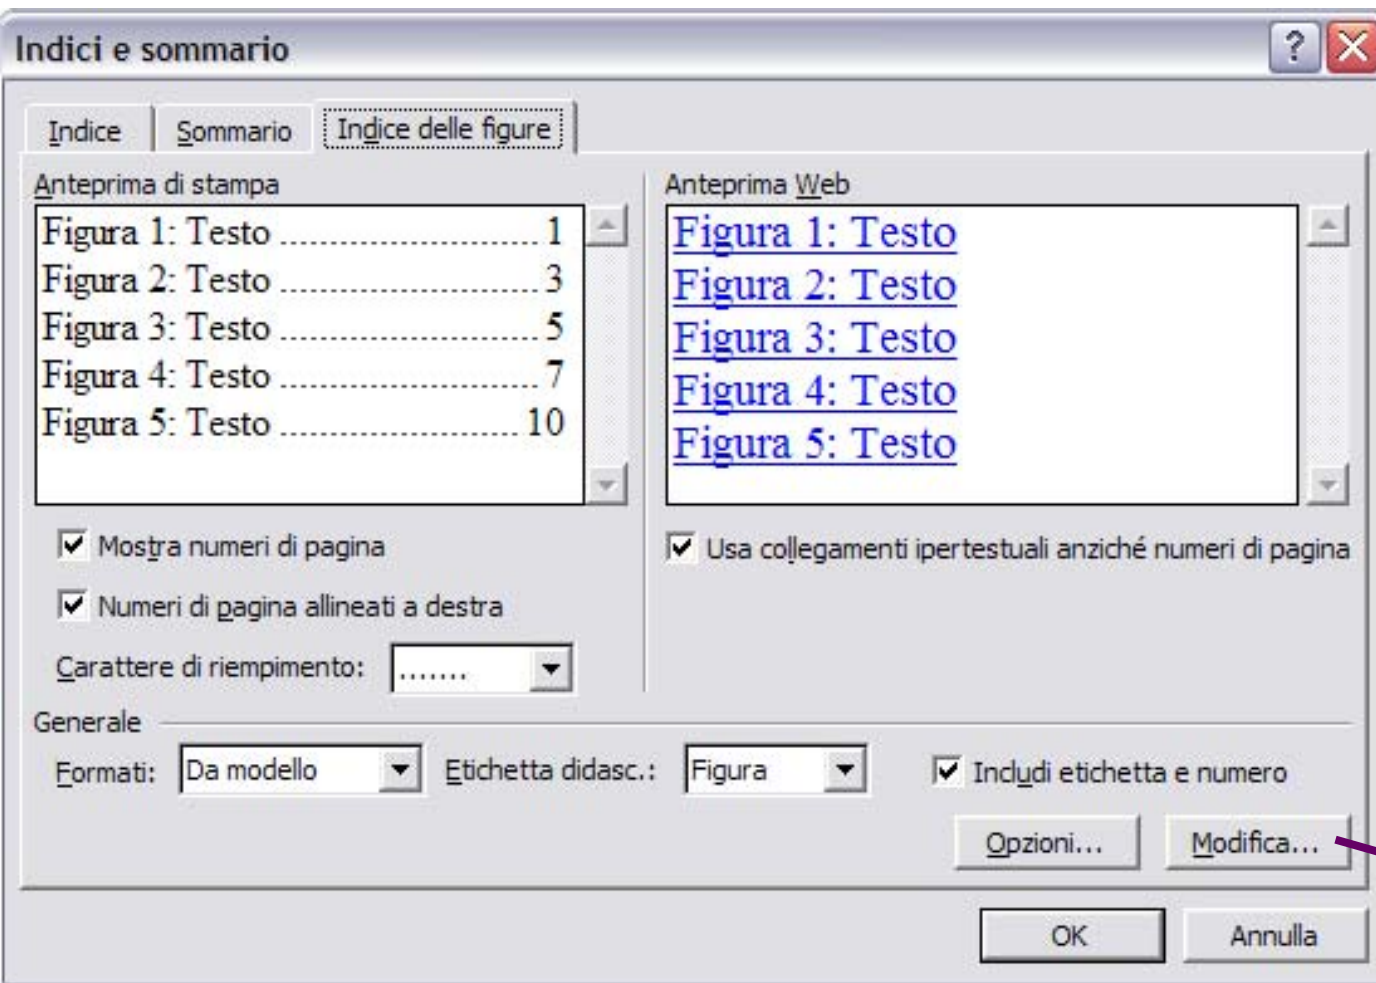 Indici e sommario
Indice
Sommario
Indice delle figure
Anteprima di stampa
Figura 1: Testo ............................ 1
Figura 2: Testo ............................ 3
Figura 3: Testo ............................ 5
Figura 4: Testo ............................ 7
Figura 5: Testo .......................... 10
Mostra numeri di pagina
Numeri di pagina allineati a destra
Carattere di riempimento: .......
Anteprima Web
Figura 1: Testo
Figura 2: Testo
Figura 3: Testo
Figura 4: Testo
Figura 5: Testo
Usa collegamenti ipertestuali anziché numeri di pagina
Generale
Formati: Da modello Etichetta didasc.: Figura Includi etichetta e numero
Opzioni... Modifica...
OK Annulla